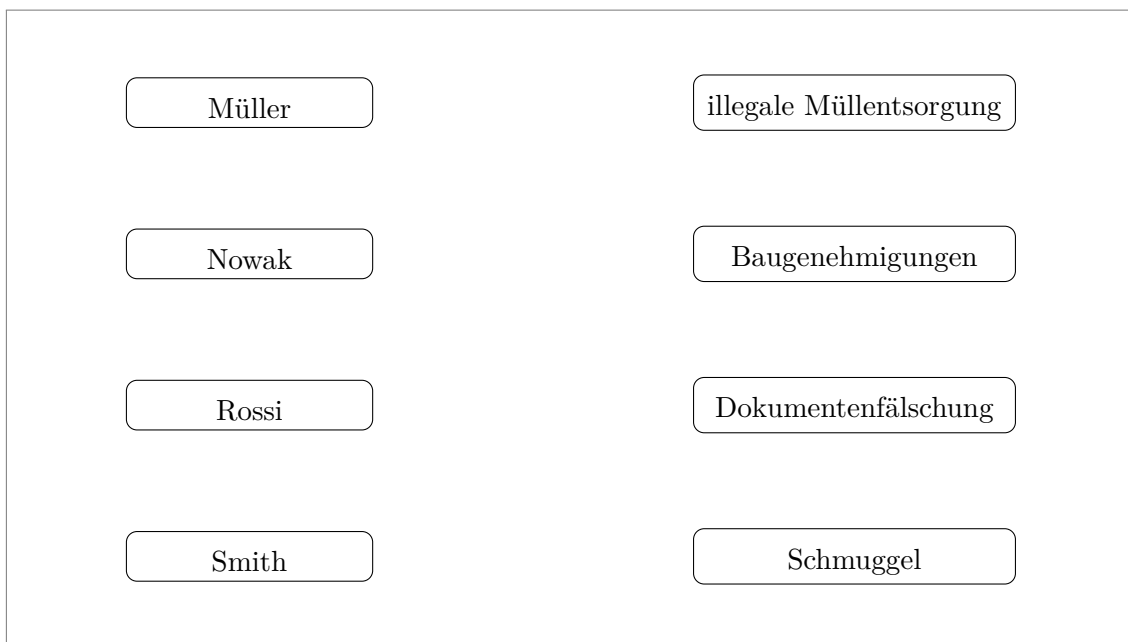 Müller
illegale Müllentsorgung
Nowak
Baugenehmigungen
Rossi
Dokumentenfälschung
Smith
Schmuggel